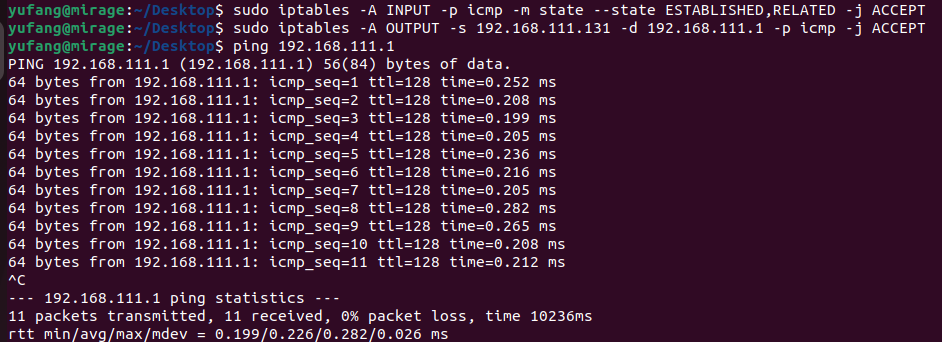 yufang@mirage:~/Desktop$ sudo iptables -A INPUT -p icmp -m state --state ESTABLISHED,RELATED -j ACCEPT
yufang@mirage:~/Desktop$ sudo iptables -A OUTPUT -s 192.168.111.131 -d 192.168.111.1 -p icmp -j ACCEPT
yufang@mirage:~/Desktop$ ping 192.168.111.1
PING 192.168.111.1 (192.168.111.1) 56(84) bytes of data.
64 bytes from 192.168.111.1: icmp_seq=1 ttl=128 time=0.252 ms
64 bytes from 192.168.111.1: icmp_seq=2 ttl=128 time=0.208 ms
64 bytes from 192.168.111.1: icmp_seq=3 ttl=128 time=0.199 ms
64 bytes from 192.168.111.1: icmp_seq=4 ttl=128 time=0.205 ms
64 bytes from 192.168.111.1: icmp_seq=5 ttl=128 time=0.236 ms
64 bytes from 192.168.111.1: icmp_seq=6 ttl=128 time=0.216 ms
64 bytes from 192.168.111.1: icmp_seq=7 ttl=128 time=0.205 ms
64 bytes from 192.168.111.1: icmp_seq=8 ttl=128 time=0.282 ms
64 bytes from 192.168.111.1: icmp_seq=9 ttl=128 time=0.265 ms
64 bytes from 192.168.111.1: icmp_seq=10 ttl=128 time=0.208 ms
64 bytes from 192.168.111.1: icmp_seq=11 ttl=128 time=0.212 ms
^C
--- 192.168.111.1 ping statistics ---
11 packets transmitted, 11 received, 0% packet loss, time 10236ms
rtt min/avg/max/mdev = 0.199/0.226/0.282/0.026 ms